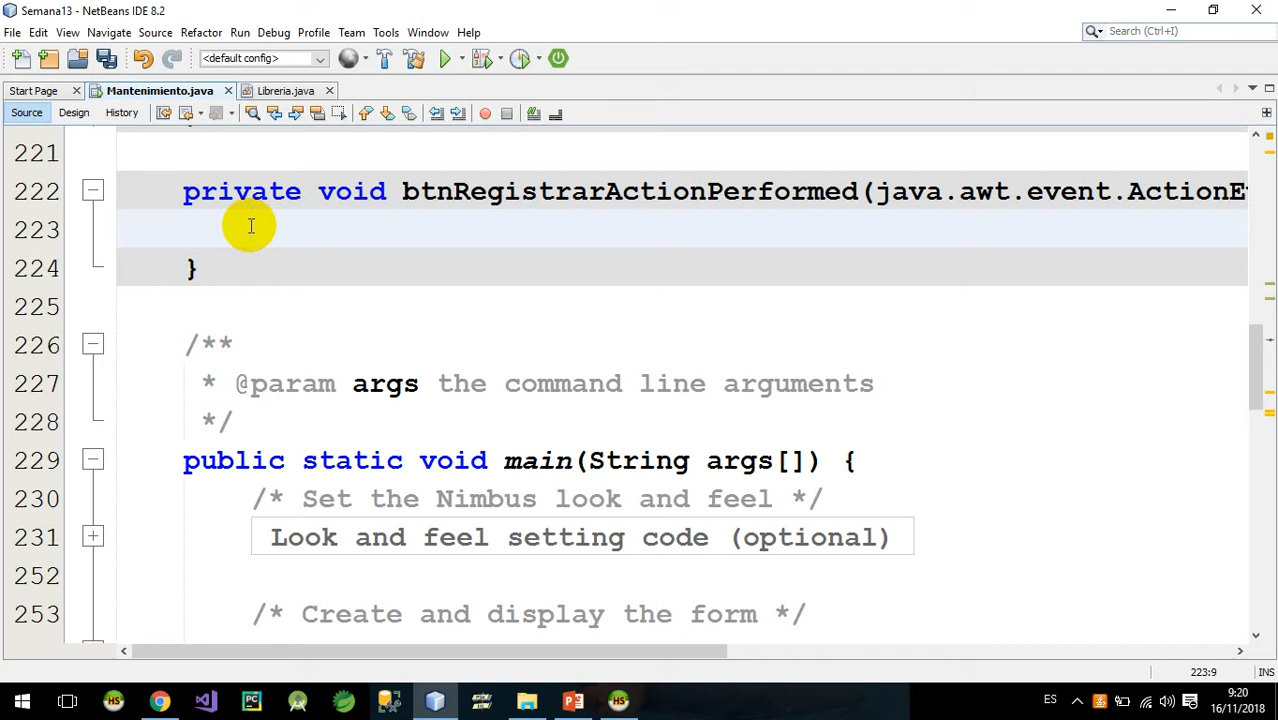 Semana13 - NetBeans IDE 8.2
File Edit View Navigate Source Refactor Run Debug Profile Team Tools Window Help
Search (Ctrl+I)
<default config>
Start Page Mantenimiento.java Libreria.java
Source Design History
221
222 private void btnRegistrarActionPerformed(java.awt.event.ActionE
223
224 }
225
226 /**
227 * @param args the command line arguments
228 */
229 public static void main(String args[]) {
230 /* Set the Nimbus look and feel */
231 Look and feel setting code (optional)
252
253 /* Create and display the form */
223:9 INS
ES 9:20
16/11/2018